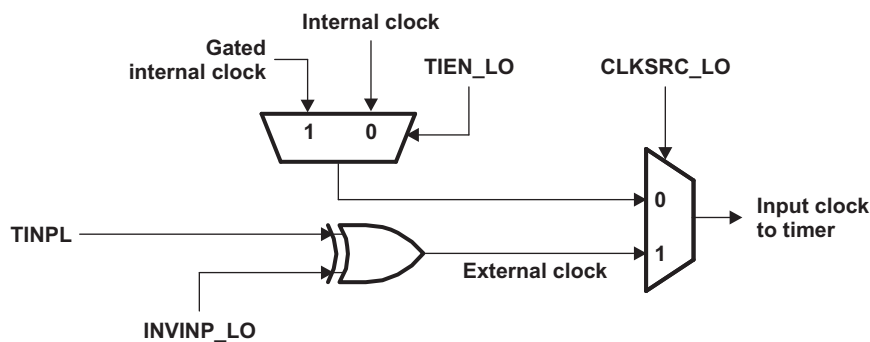 Internal clock
Gated
internal clock
TIEN_LO
CLKSRC_LO
1
0
0
Input clock
to timer
TINPL
1
External clock
INVINP_LO